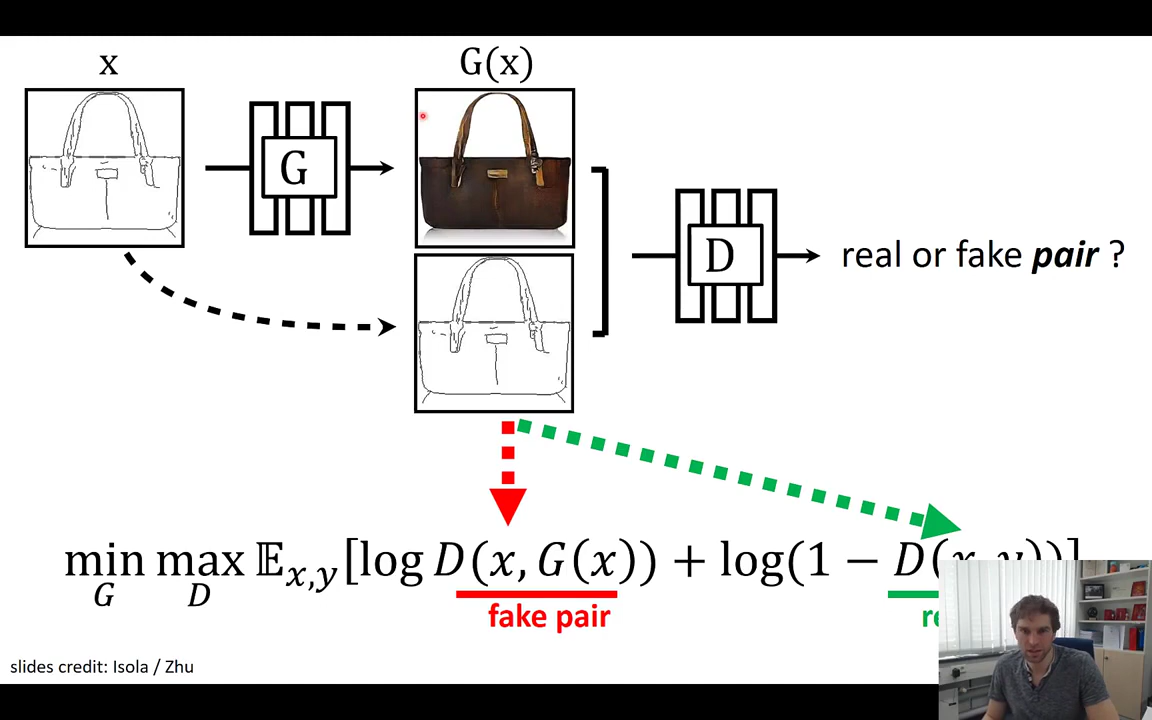 x
G(x)
G
D
real or fake pair ?
min max 𝔼x,y[log D(x, G(x)) + log(1 − D(x, y))]
G D
fake pair
slides credit: Isola / Zhu